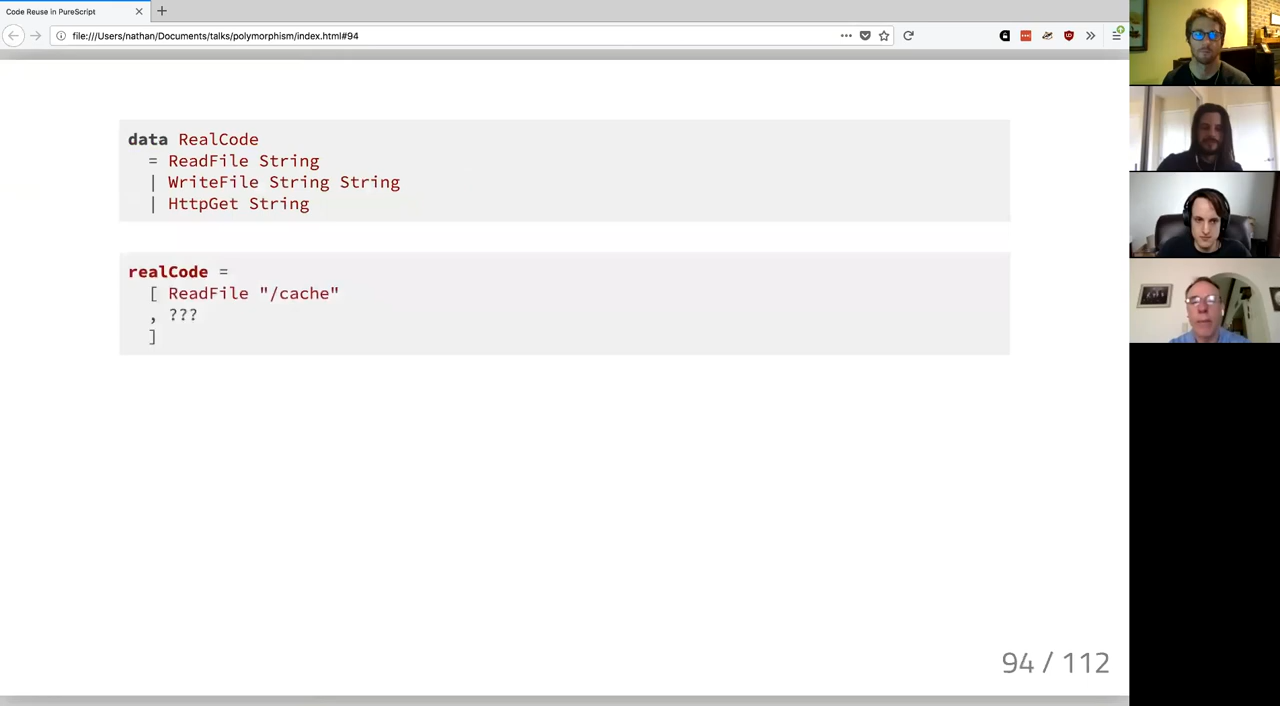 Code Reuse in PureScript
file:///Users/nathan/Documents/talks/polymorphism/index.html#94
data RealCode
= ReadFile String
| WriteFile String String
| HttpGet String
realCode =
[ ReadFile "/cache"
, ???
]
94 / 112